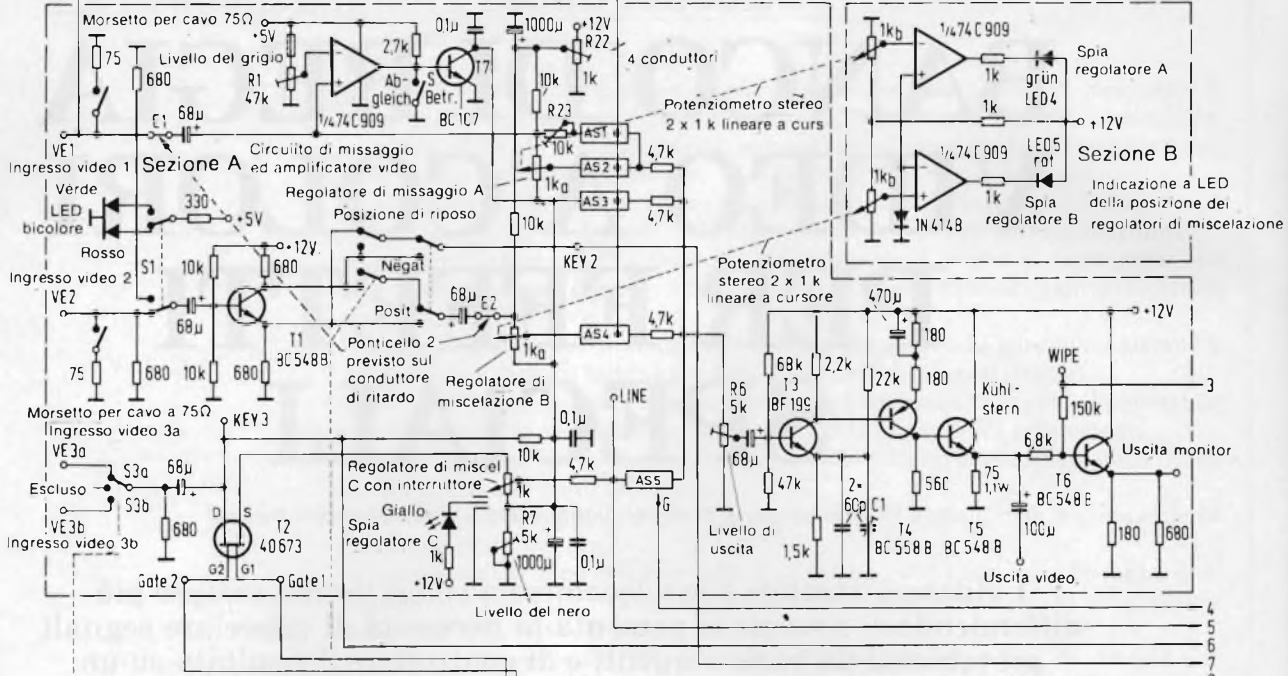 Morsetto per cavo 75Ω
+5V
2,7k
0,1µ
1000µ
+12V
R22
1k
75
680
Livello del grigio
R1
47k
Ab-
gleich
S
Betr.
T7
BC107
1/474C909
10k
R23
10k
4 conduttori
Potenziometro stereo
2 x 1 k lineare a curs
E1
68µ
VE1
Ingresso video 1
Sezione A
Circuito di missaggio
ed amplificatore video
AS1
AS2
AS3
4,7k
4,7k
Regolatore di missaggio A
1ka
Verde
LED
bicolore
Rosso
330
+5V
Posizione di riposo
10k
KEY 2
Ingresso video 2
VE2
S1
10k
+12V
680
Negat
Posit
68µ
E2
68µ
T1
BC548B
75
680
10k
680
Ponticello 2
previsto sul
conduttore
di ritardo
1ka
Regolatore di
miscelazione B
AS4
4,7k
Potenziometro
stereo 2 x 1 k
lineare a cursore
1kb
1/474C909
1k
grün
LED4
Spia
regolatore A
1k
+12V
1/474C909
LED5
rot
Sezione B
1kb
1k
Spia
regolatore B
1N4148
Indicazione a LED
della posizione dei
regolatori di miscelazione
Morsetto per cavo a 75Ω
Ingresso video 3a
VE3a
KEY 3
S3a
68µ
Escluso
S3b
VE3b
Ingresso video 3b
680
D
S
T2
40673
G2
G1
Gate 2
Gate 1
10k
0,1µ
LINE
Regolatore di miscel
C con interruttore
4,7k
1k
AS5
G
Giallo
Spia
regolatore C
R7
5k
1k
1000µ
0,1µ
+12V
Livello del nero
470µ
180
+12V
68k
T3
BF199
2,2k
22k
180
Kühl-
stern
WIPE
3
150k
R6
5k
68µ
6,8k
Uscita monitor
T6
BC548B
47k
2×
60p
C1
56C
75
1,1W
T4
BC558B
T5
BC548B
100µ
180
680
Livello di
uscita
1,5k
Uscita video
4
5
6
7